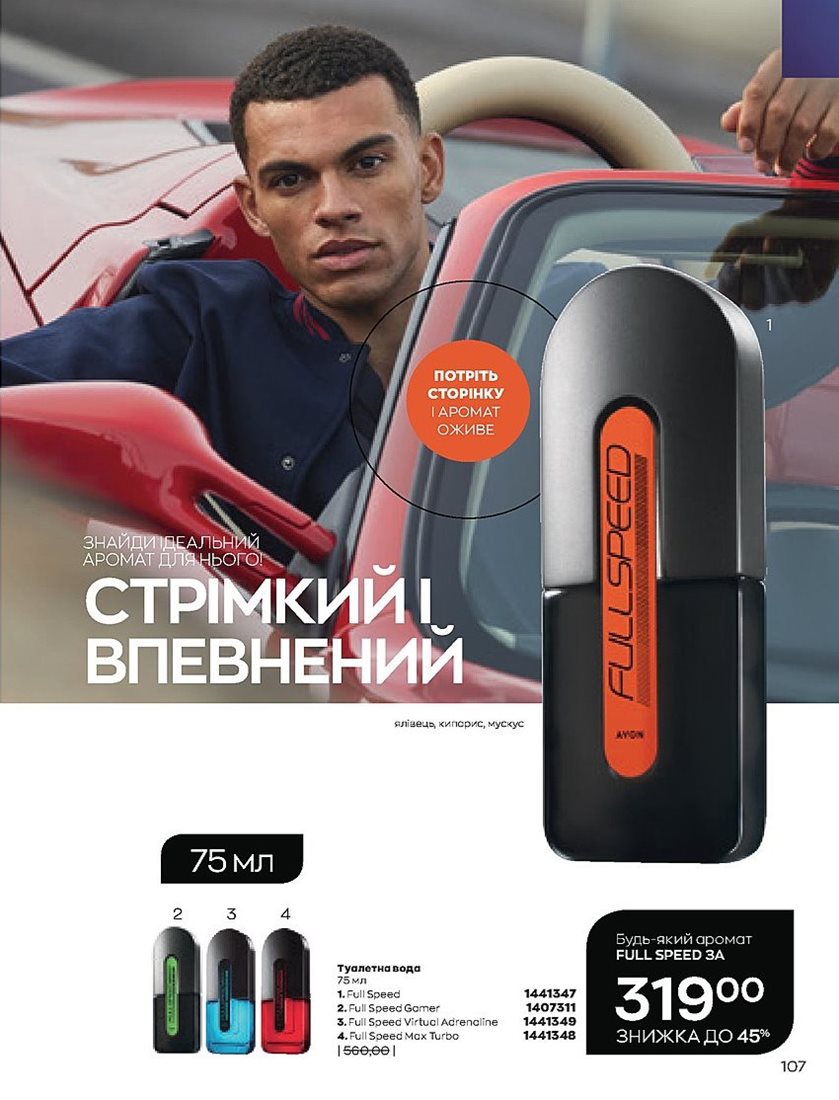 1
ПОТРІТЬ
СТОРІНКУ
І АРОМАТ
ОЖИВЕ
FULL SPEED
AVON
ЗНАЙДИ ІДЕАЛЬНИЙ
АРОМАТ ДЛЯ НЬОГО!
СТРІМКИЙ І
ВПЕВНЕНИЙ
ялівець, кипарис, мускус
75 МЛ
2 3 4
Туалетна вода
75 мл
1. Full Speed 1441347
2. Full Speed Gamer 1407311
3. Full Speed Virtual Adrenaline 1441349
4. Full Speed Max Turbo 1441348
| 560,00 |
Будь-який аромат
FULL SPEED ЗА
319⁰⁰
ЗНИЖКА ДО 45%
107